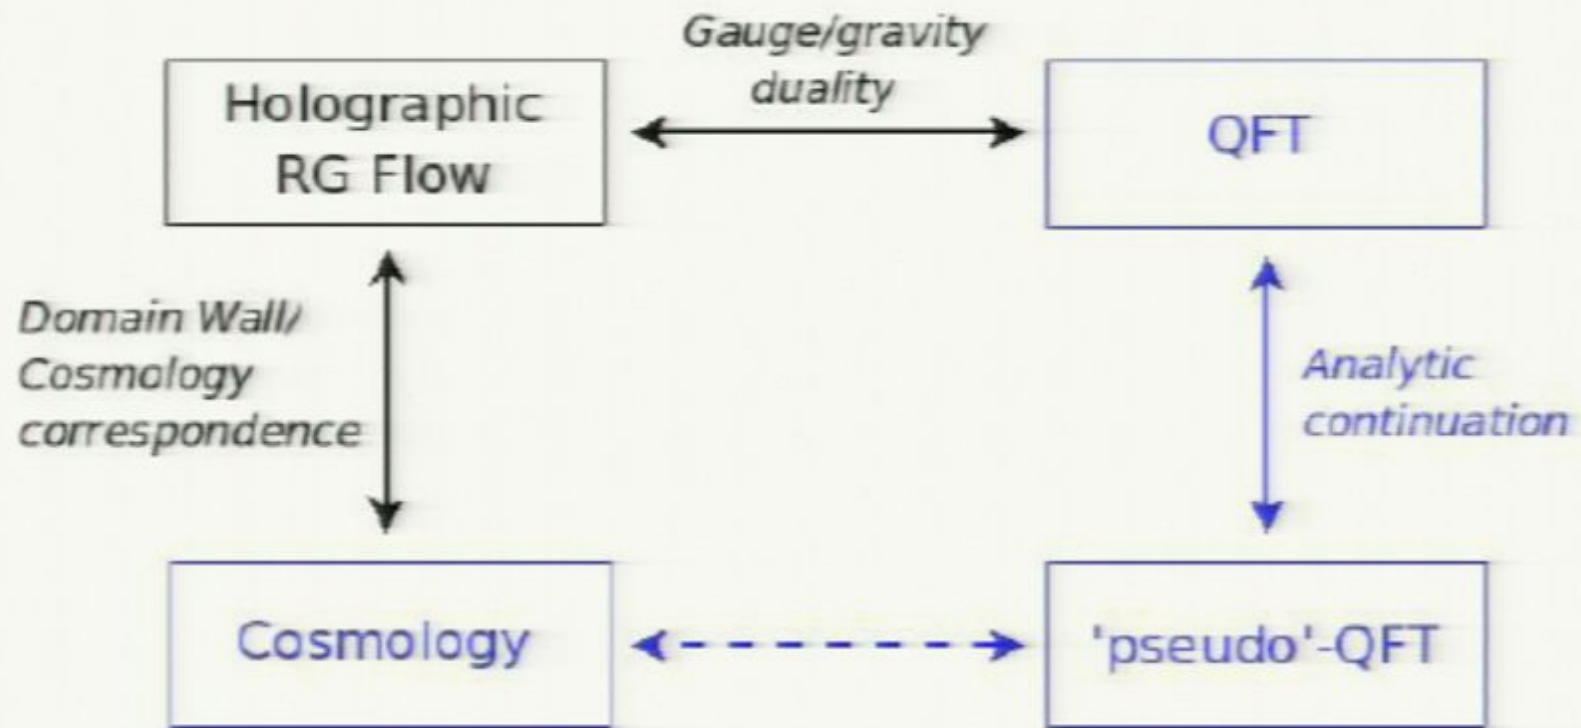 Gauge/gravity
duality
Holographic
RG Flow
QFT
Domain Wall/
Cosmology
correspondence
Analytic
continuation
Cosmology
'pseudo'-QFT